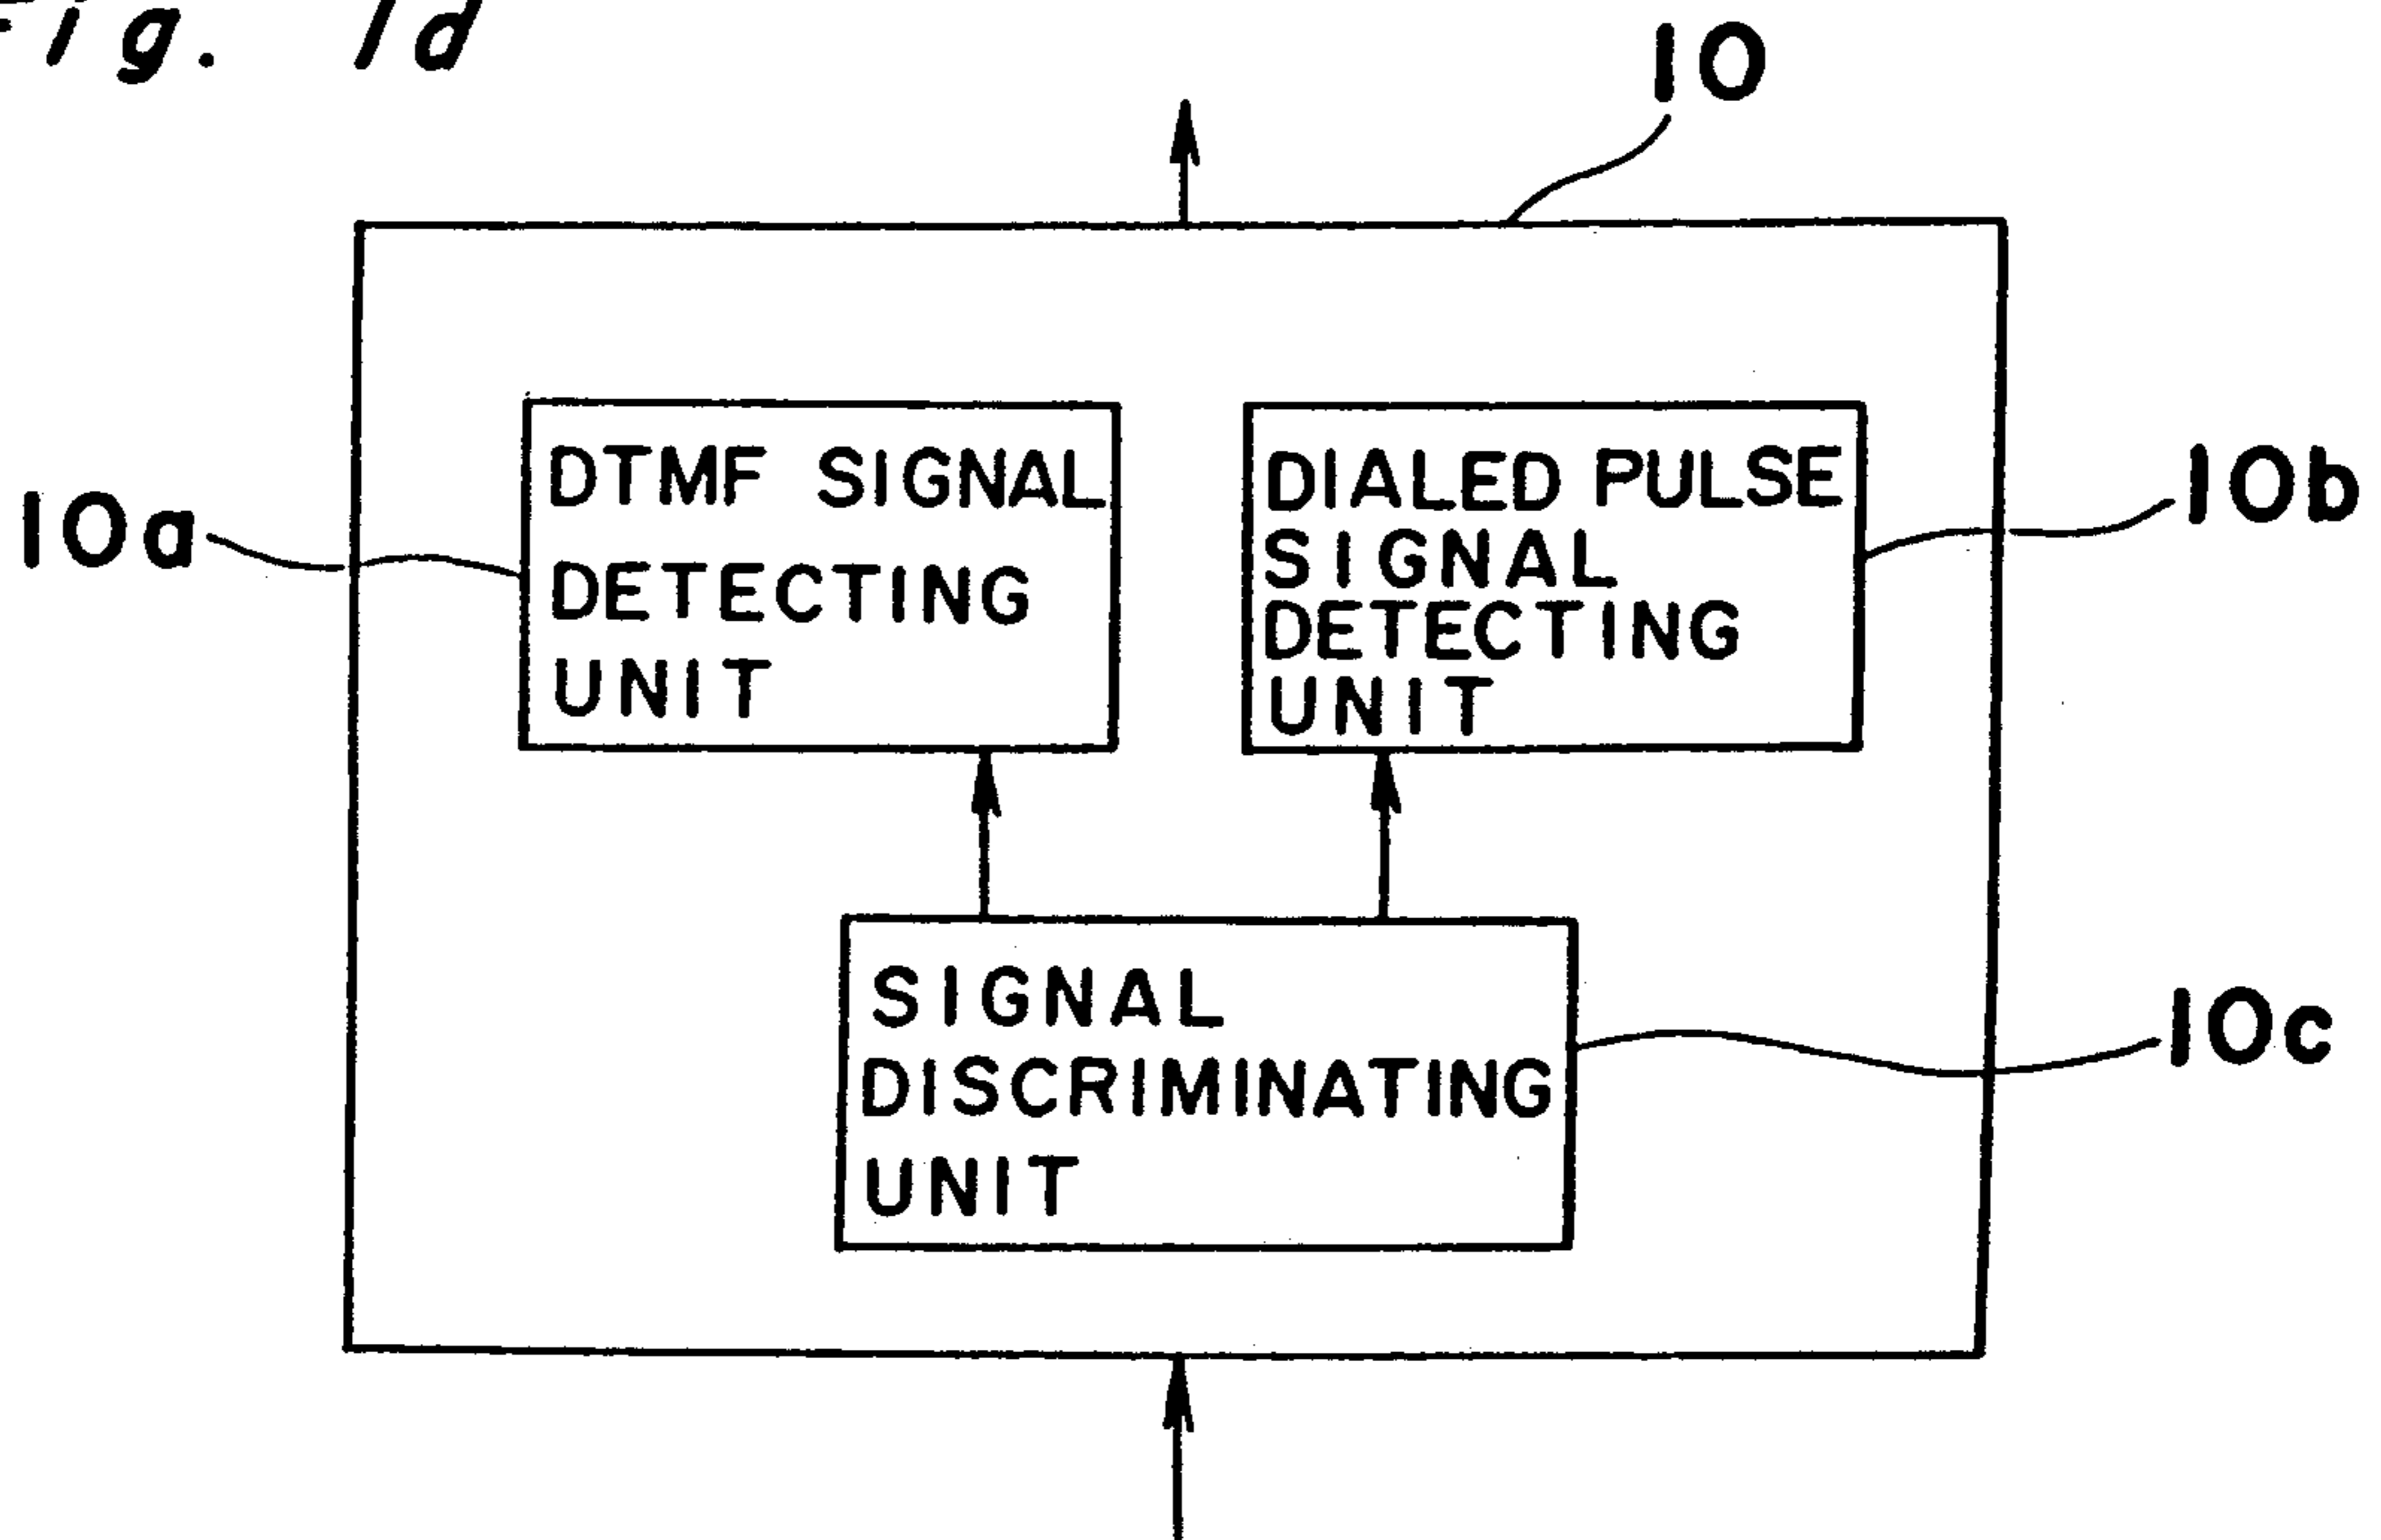 Fig. 1d
10
10a
DTMF SIGNAL
DETECTING
UNIT
DIALED PULSE
SIGNAL
DETECTING
UNIT
10b
SIGNAL
DISCRIMINATING
UNIT
10c